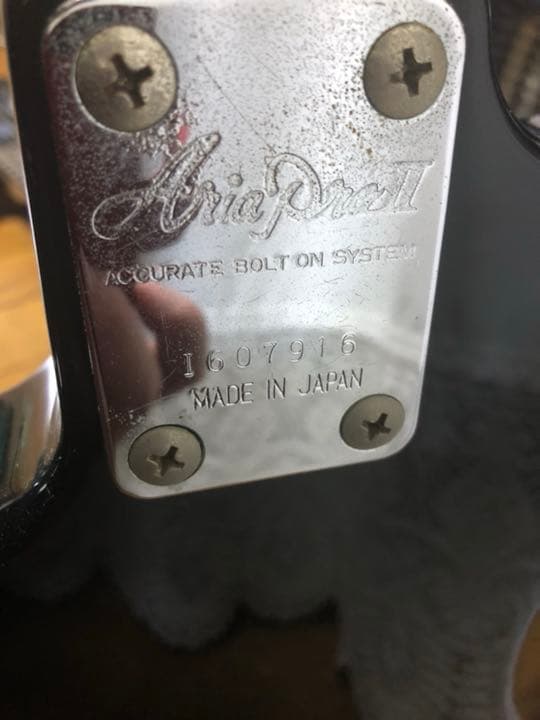 Aria Pro II
ACCURATE BOLT ON SYSTEM
I607916
MADE IN JAPAN